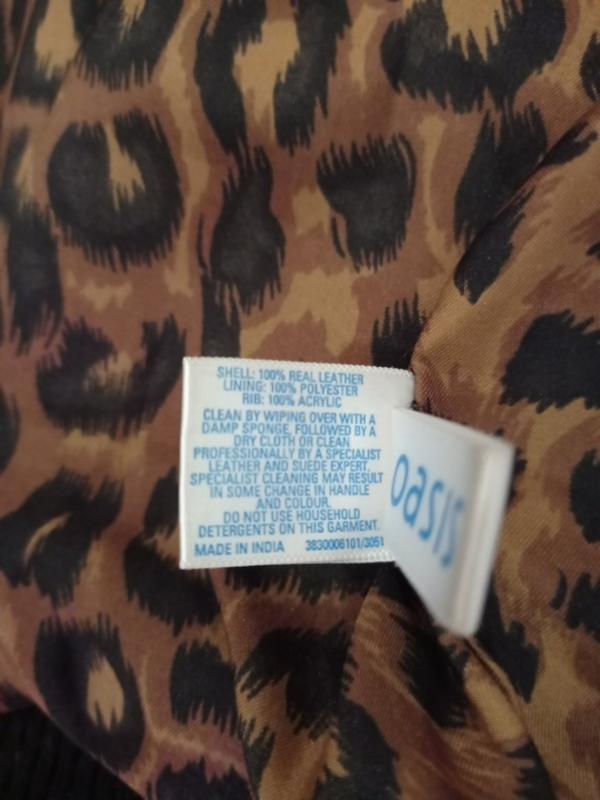 SHELL: 100% REAL LEATHER
LINING: 100% POLYESTER
RIB: 100% ACRYLIC
CLEAN BY WIPING OVER WITH A
DAMP SPONGE, FOLLOWED BY A
DRY CLOTH OR CLEAN
PROFESSIONALLY BY A SPECIALIST
LEATHER AND SUEDE EXPERT.
SPECIALIST CLEANING MAY RESULT
IN SOME CHANGE IN HANDLE
AND COLOUR.
DO NOT USE HOUSEHOLD
DETERGENTS ON THIS GARMENT.
MADE IN INDIA 3830006101/3051
oasis